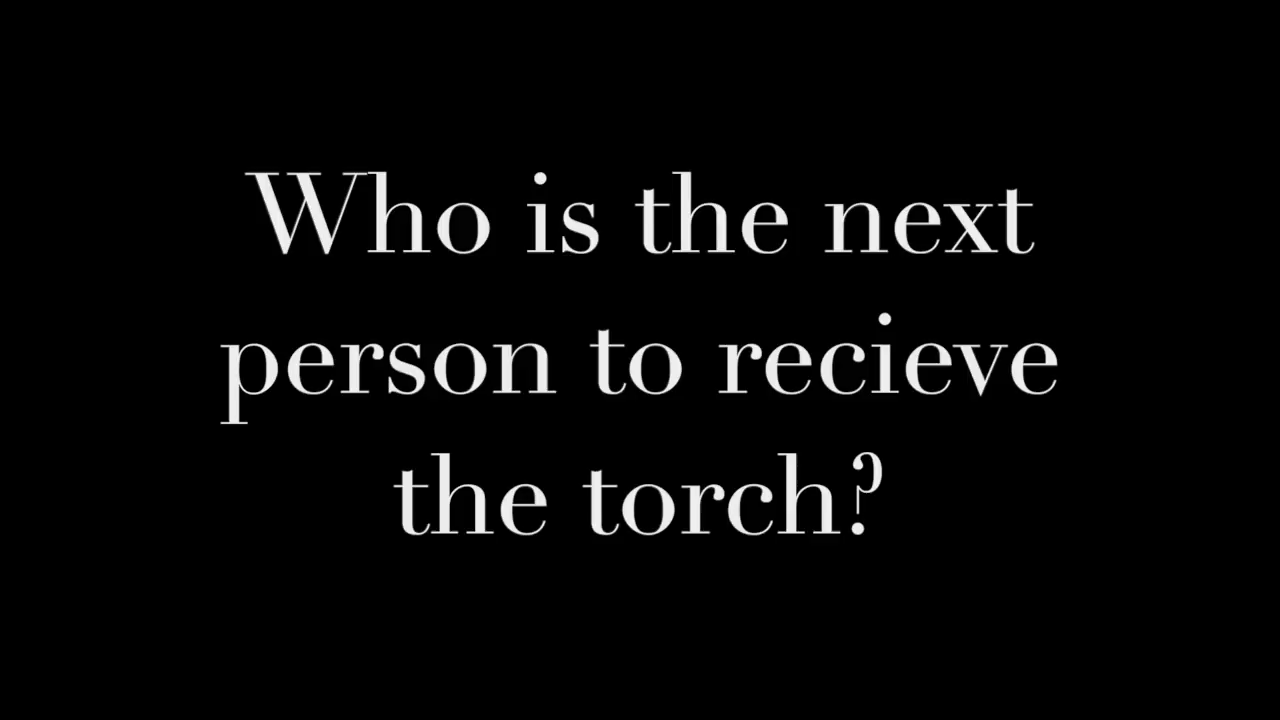 Who is the next
person to recieve
the torch?